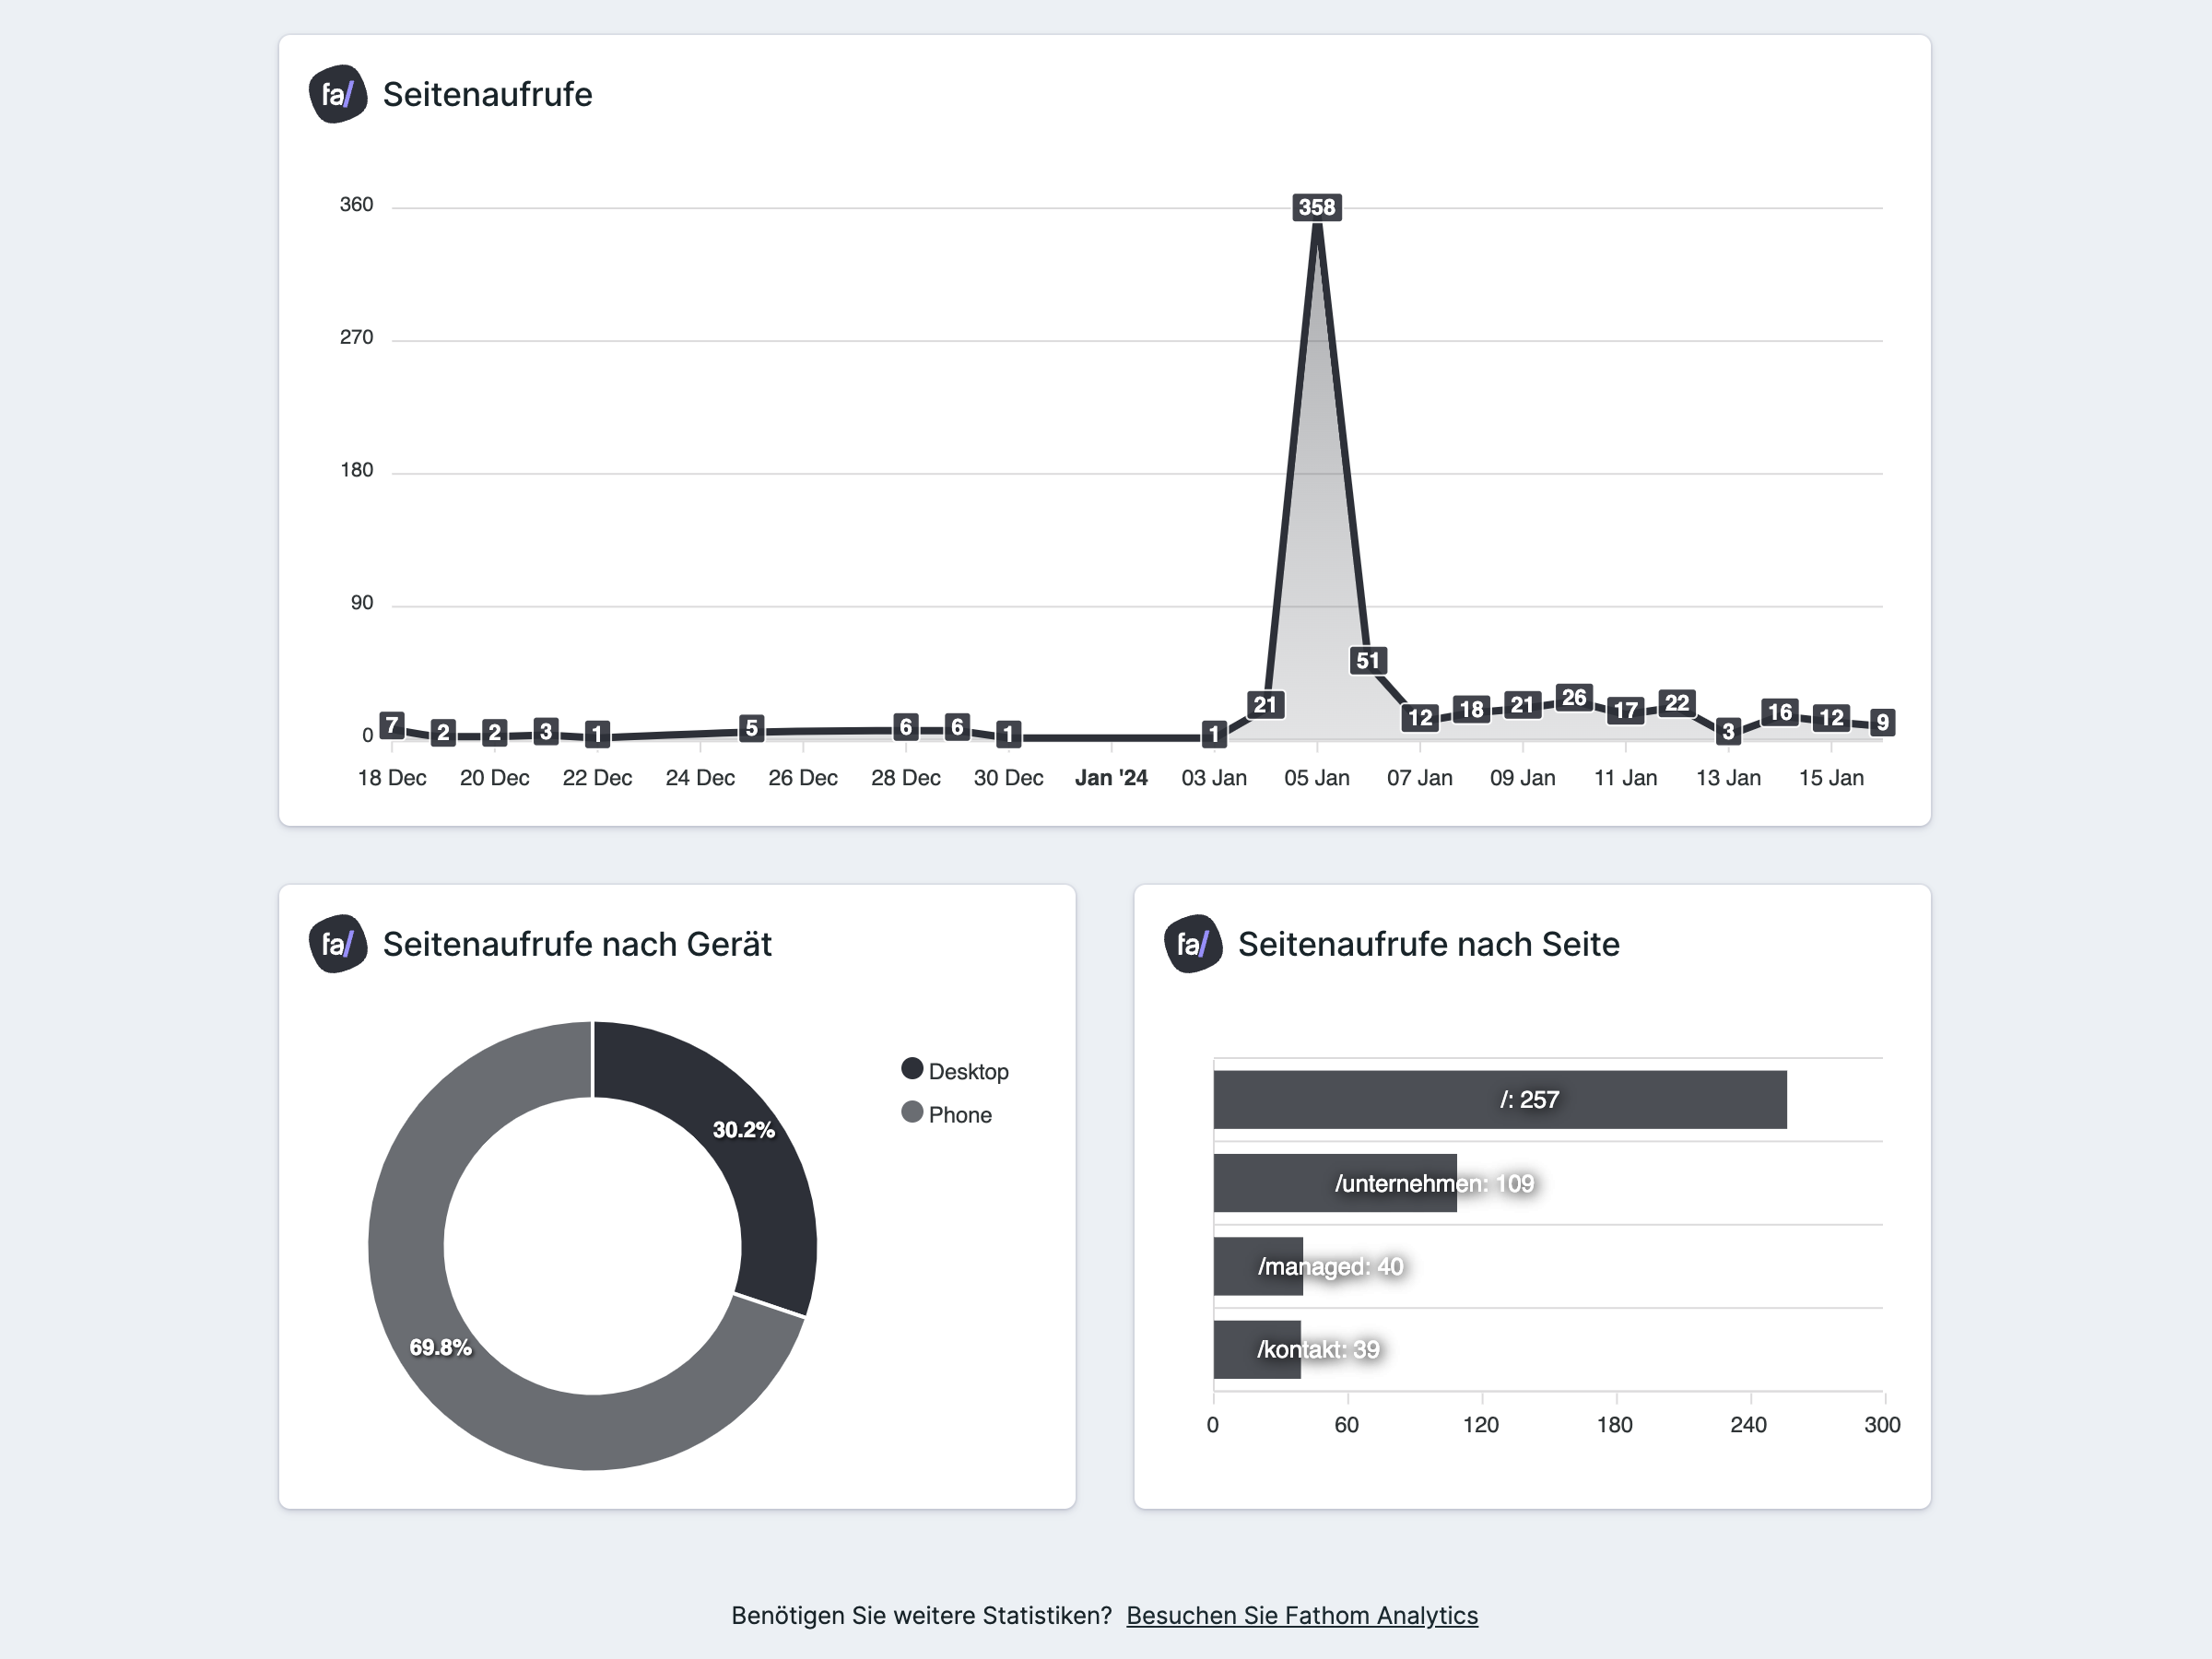 fa/ Seitenaufrufe
360
270
180
90
0
358
7 2 2 3 1 5 6 6 1 1 21 51 12 18 21 26 17 22 3 16 12 9
18 Dec 20 Dec 22 Dec 24 Dec 26 Dec 28 Dec 30 Dec Jan '24 03 Jan 05 Jan 07 Jan 09 Jan 11 Jan 13 Jan 15 Jan
fa/ Seitenaufrufe nach Gerät
30.2%
69.8%
Desktop
Phone
fa/ Seitenaufrufe nach Seite
/: 257
/unternehmen: 109
/managed: 40
/kontakt: 39
0 60 120 180 240 300
Benötigen Sie weitere Statistiken? Besuchen Sie Fathom Analytics